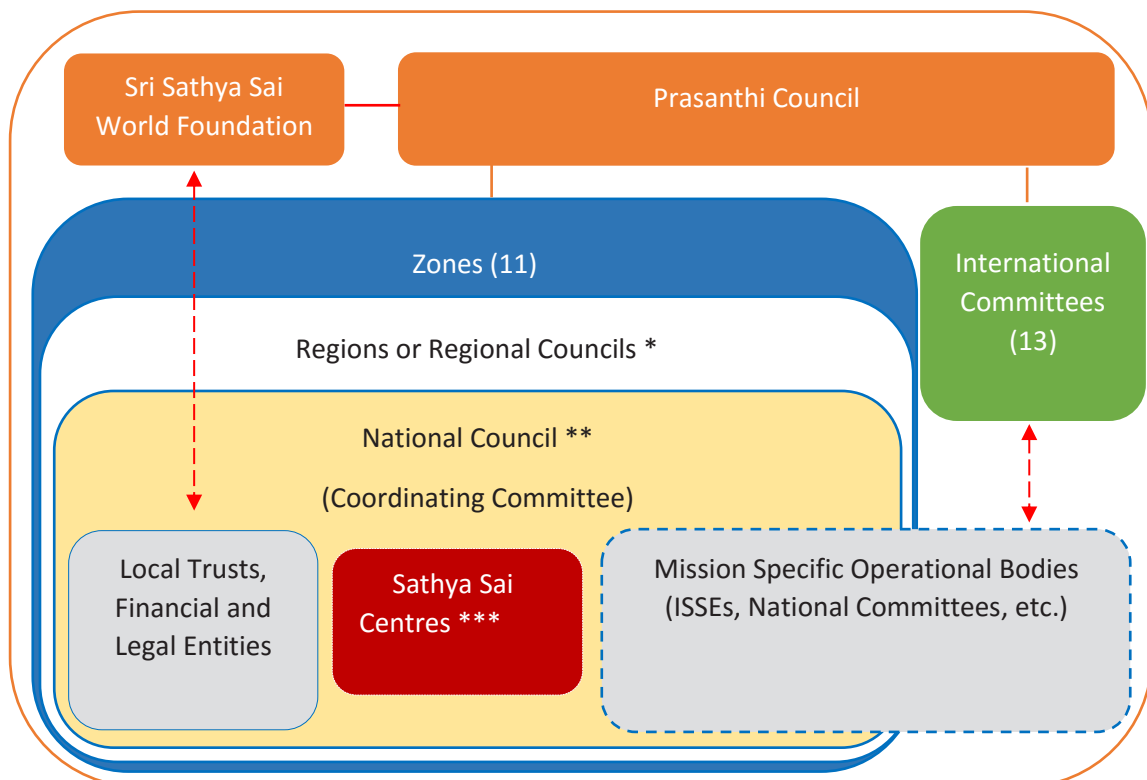 Sri Sathya Sai
World Foundation
Prasanthi Council
Zones (11)
International
Committees
(13)
Regions or Regional Councils *
National Council **
(Coordinating Committee)
Local Trusts,
Financial and
Legal Entities
Sathya Sai
Centres ***
Mission Specific Operational Bodies
(ISSEs, National Committees, etc.)